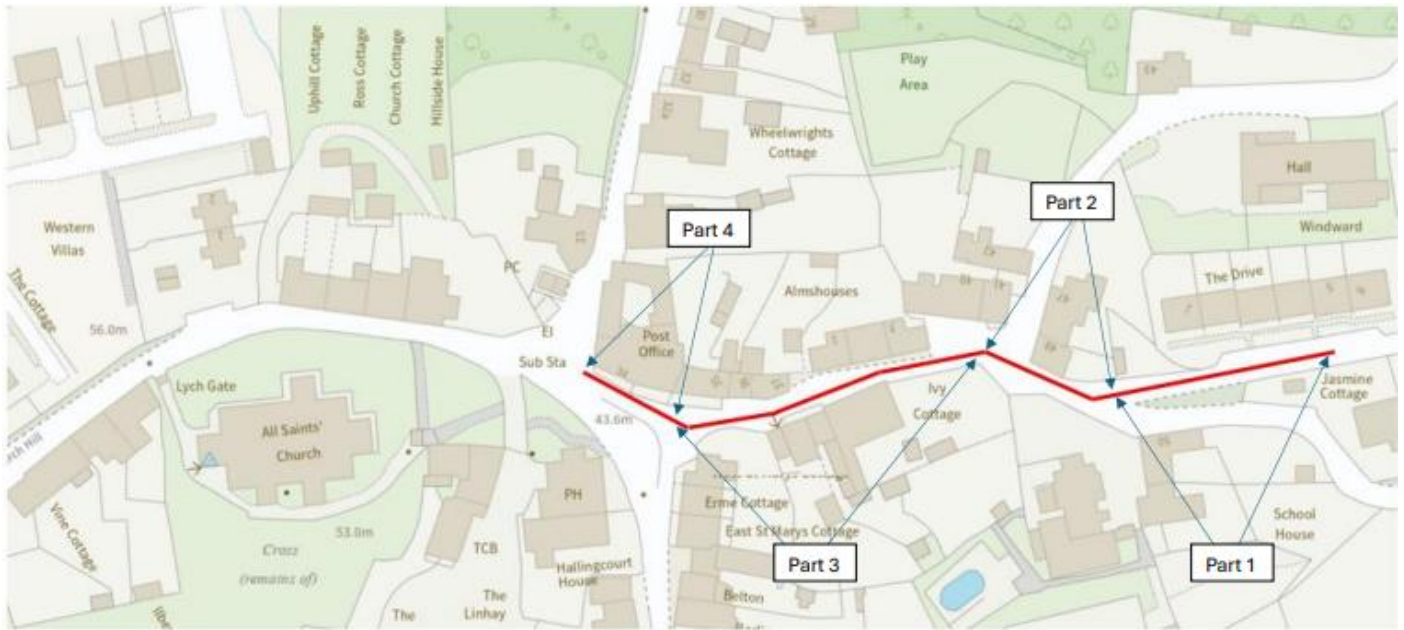 Uphill Cottage
Ross Cottage
Church Cottage
Hillside House
Play
Area
Wheelwrights
Cottage
Hall
Windward
Part 2
Part 4
Western
Villas
The Cottage
PC
The Drive
Almshouses
56.0m
El
Sub Sta
Post
Office
Lych Gate
43.6m
Ivy
Cottage
Jasmine
Cottage
All Saints'
Church
rch Hill
PH
Erme Cottage
East St Marys Cottage
School
House
Vine Cottage
53.0m
Cross
(remains of)
TCB
Hallingcourt
House
Part 3
Part 1
The
Linhay
The
Belton